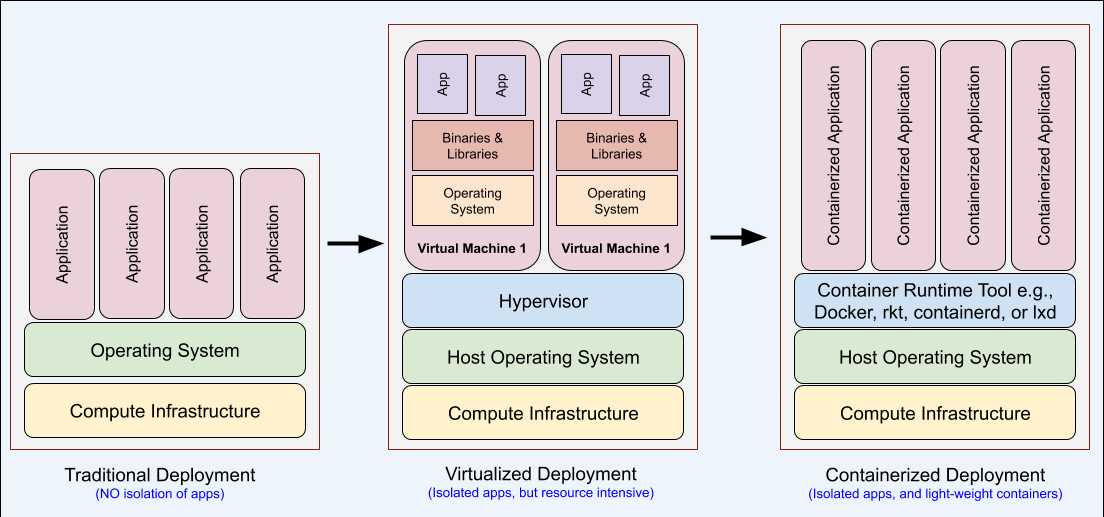 Application
Application
Application
Application
Operating System
Compute Infrastructure
Traditional Deployment
(NO isolation of apps)
App
App
Binaries &
Libraries
Operating
System
Virtual Machine 1
App
App
Binaries &
Libraries
Operating
System
Virtual Machine 1
Hypervisor
Host Operating System
Compute Infrastructure
Virtualized Deployment
(Isolated apps, but resource intensive)
Containerized Application
Containerized Application
Containerized Application
Containerized Application
Container Runtime Tool e.g.,
Docker, rkt, containerd, or lxd
Host Operating System
Compute Infrastructure
Containerized Deployment
(Isolated apps, and light-weight containers)